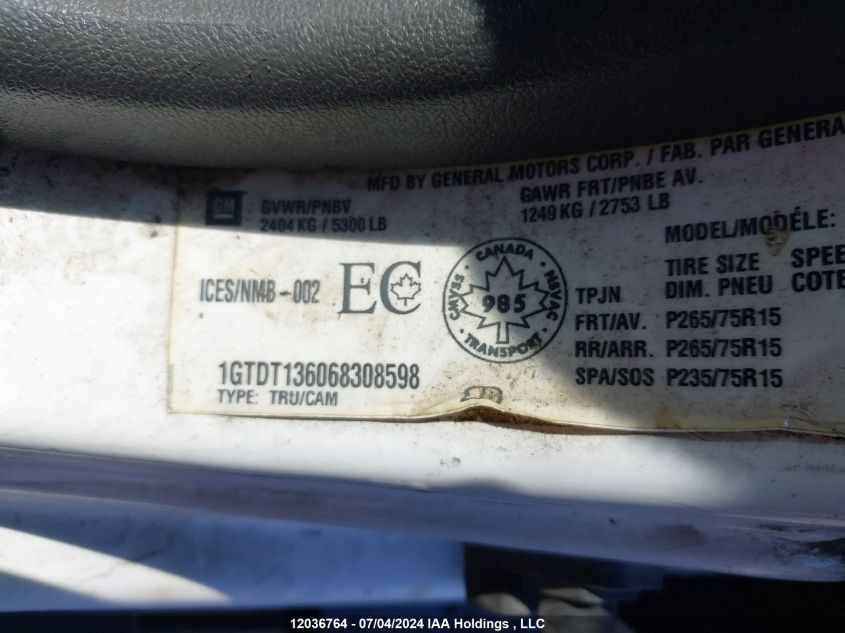 MFD BY GENERAL MOTORS CORP. / FAB. PAR GENERA
GM
GVWR/PNBV
2404 KG / 5300 LB
GAWR FRT/PNBE AV.
1249 KG / 2753 LB
MODEL/MODÉLE:
ICES/NMB-002
EC
CANADA
CMVSS
NSVAC
985
TRANSPORT
TPJN
TIRE SIZE SPEE
DIM. PNEU COTE
FRT/AV. P265/75R15
RR/ARR. P265/75R15
SPA/SOS P235/75R15
1GTDT136068308598
TYPE: TRU/CAM
12036764 - 07/04/2024 IAA Holdings , LLC